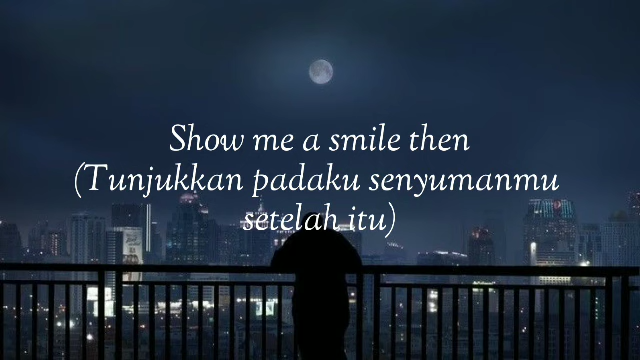 Show me a smile then
(Tunjukkan padaku senyumanmu
setelah itu)